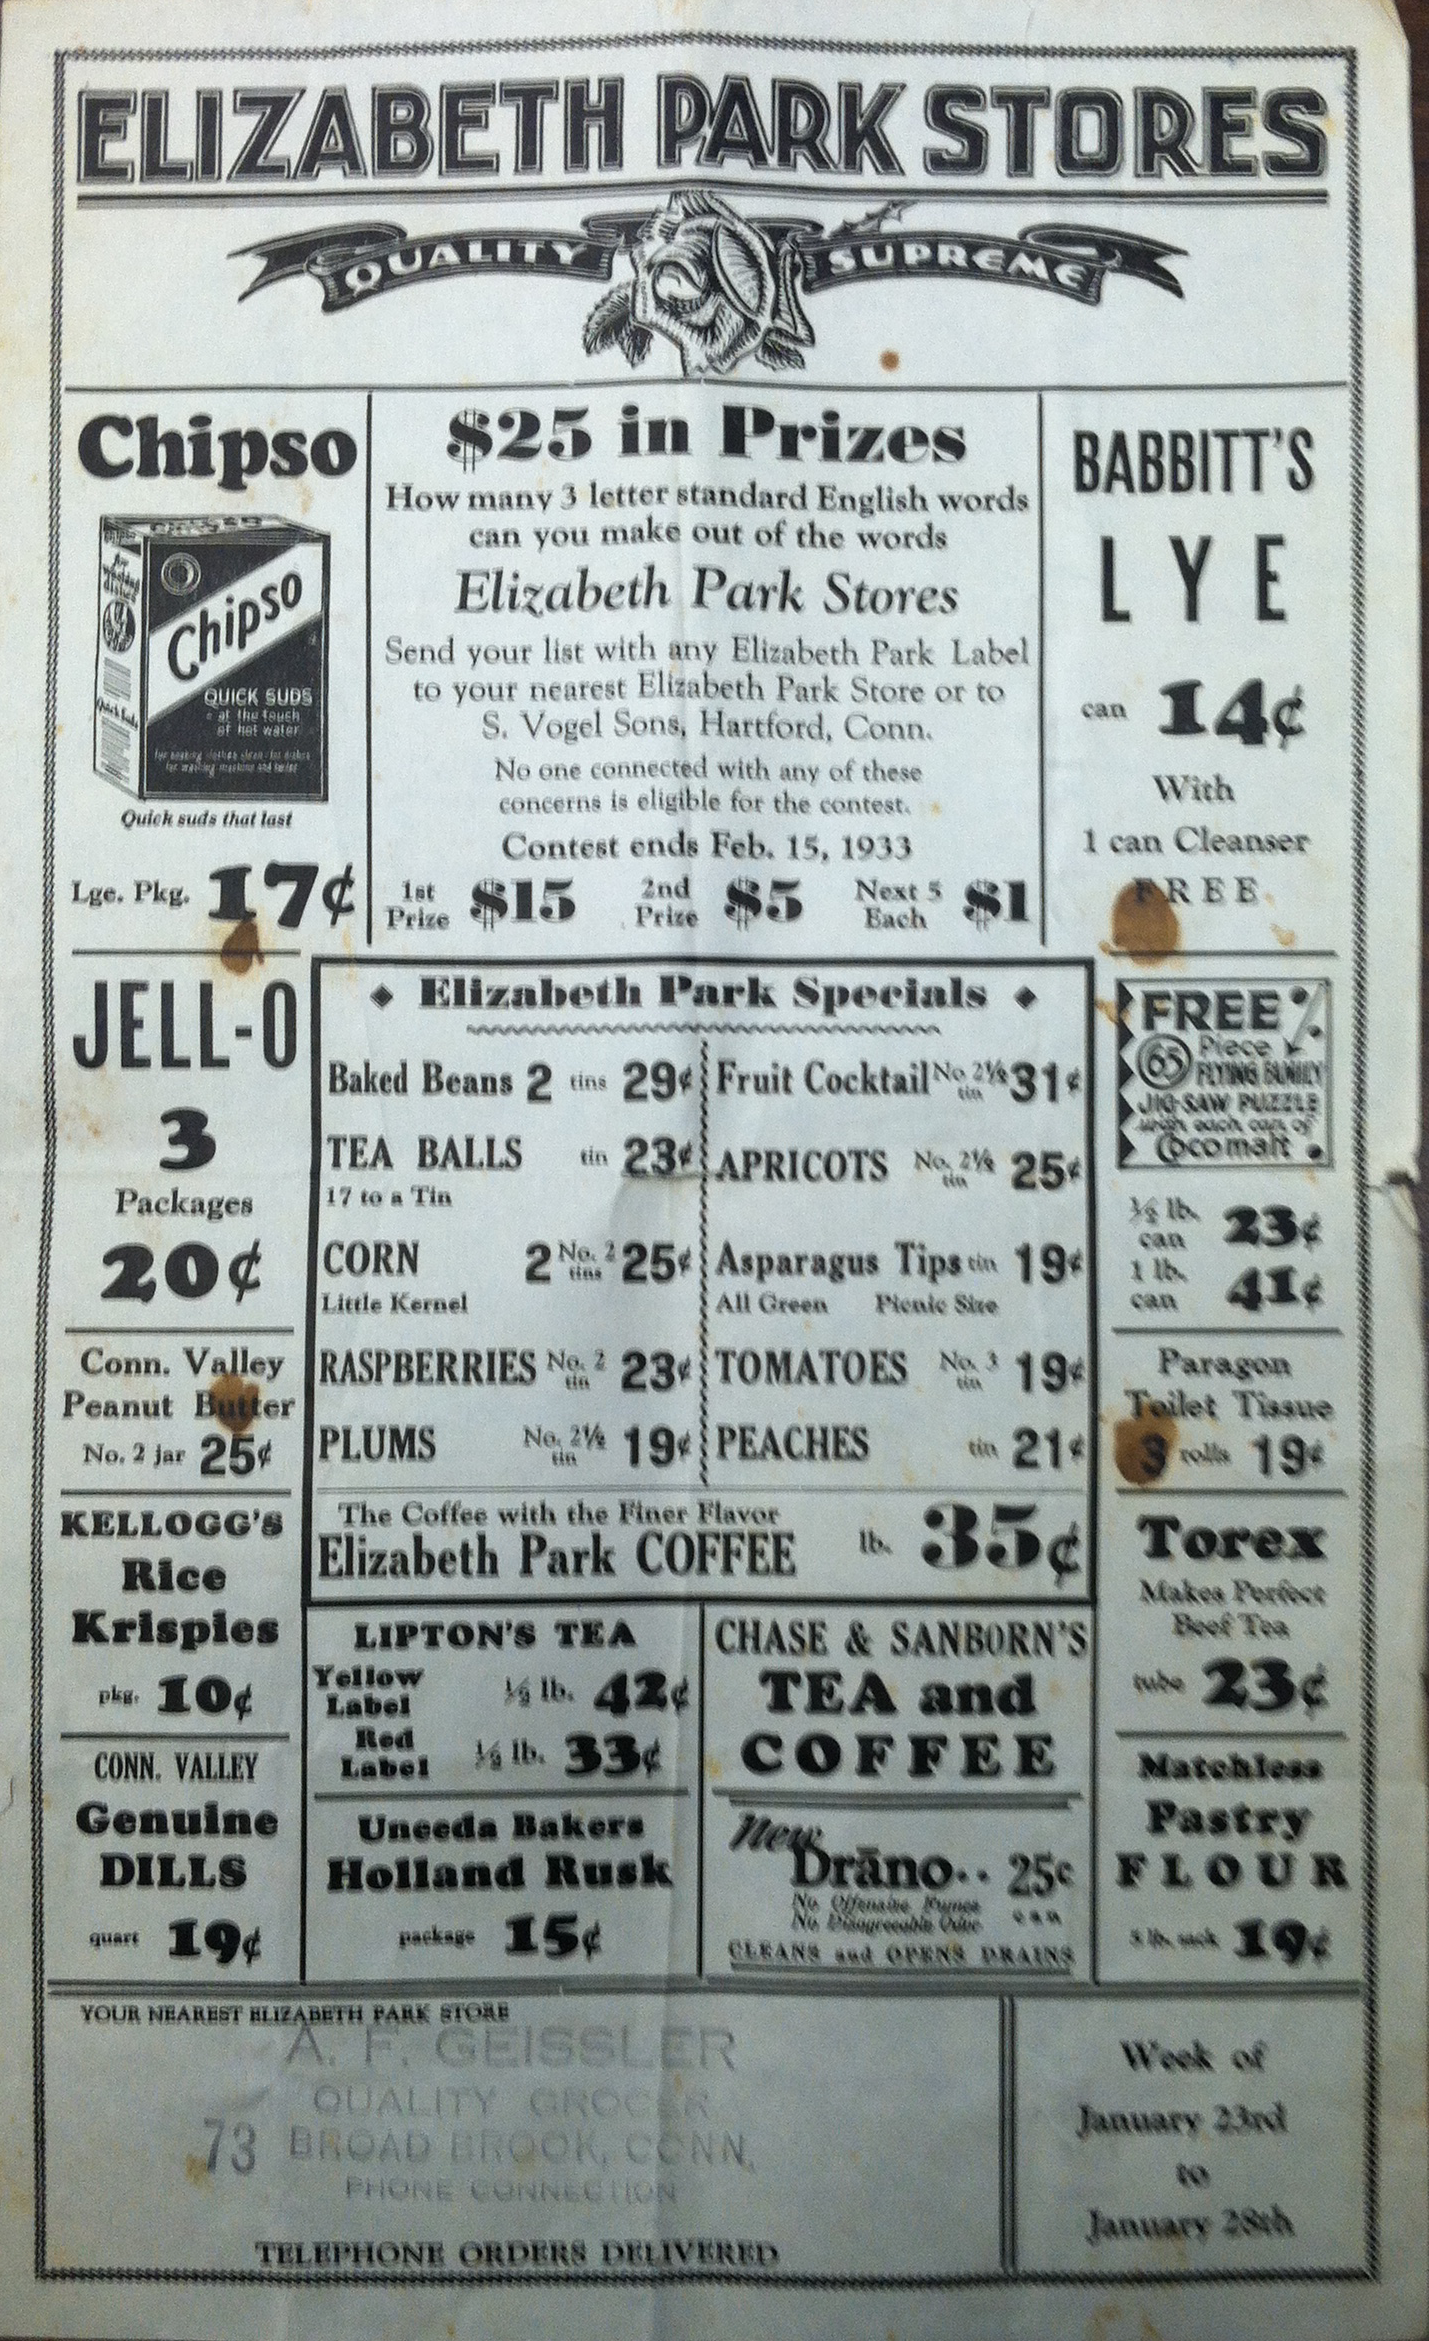 ELIZABETH PARK STORES
QUALITY SUPREME
Chipso
Chipso
QUICK SUDS
at the touch
of hot water
Quick suds that last
Lge. Pkg. 17¢
$25 in Prizes
How many 3 letter standard English words
can you make out of the words
Elizabeth Park Stores
Send your list with any Elizabeth Park Label
to your nearest Elizabeth Park Store or to
S. Vogel Sons, Hartford, Conn.
No one connected with any of these
concerns is eligible for the contest.
Contest ends Feb. 15, 1933
1st Prize $15 2nd Prize $5 Next 5 Each $1
BABBITT'S
LYE
can 14¢
With
1 can Cleanser
FREE
JELL-O
3
Packages
20¢
Conn. Valley
Peanut Butter
No. 2 jar 25¢
KELLOGG'S
Rice
Krispies
pkg. 10¢
CONN. VALLEY
Genuine
DILLS
quart 19¢
Elizabeth Park Specials
Baked Beans 2 tins 29¢
TEA BALLS tin 23¢
17 to a Tin
CORN 2 No. 2 tins 25¢
Little Kernel
RASPBERRIES No. 2 tin 23¢
PLUMS No. 2½ tin 19¢
Fruit Cocktail No. 2½ tin 31¢
APRICOTS No. 2½ tin 25¢
Asparagus Tips tin 19¢
All Green Picnic Size
TOMATOES No. 3 tin 19¢
PEACHES tin 21¢
The Coffee with the Finer Flavor
Elizabeth Park COFFEE lb. 35¢
LIPTON'S TEA
Yellow Label ½ lb. 42¢
Red Label ½ lb. 33¢
Uneeda Bakers
Holland Rusk
package 15¢
CHASE & SANBORN'S
TEA and
COFFEE
New
Drāno.. 25c
No Offensive Fumes can
No Disagreeable Odor
CLEANS and OPENS DRAINS
FREE
65 Piece
FLYING FAMILY
JIG-SAW PUZZLE
with each can of
Cocomalt
½ lb. can 23¢
1 lb. can 41¢
Paragon
Toilet Tissue
3 rolls 19¢
Torex
Makes Perfect
Beef Tea
tube 23¢
Matchless
Pastry
FLOUR
5 lb. sack 19¢
YOUR NEAREST ELIZABETH PARK STORE
A. F. GEISSLER
QUALITY GROCER
73 BROAD BROOK, CONN.
PHONE CONNECTION
TELEPHONE ORDERS DELIVERED
Week of
January 23rd
to
January 28th